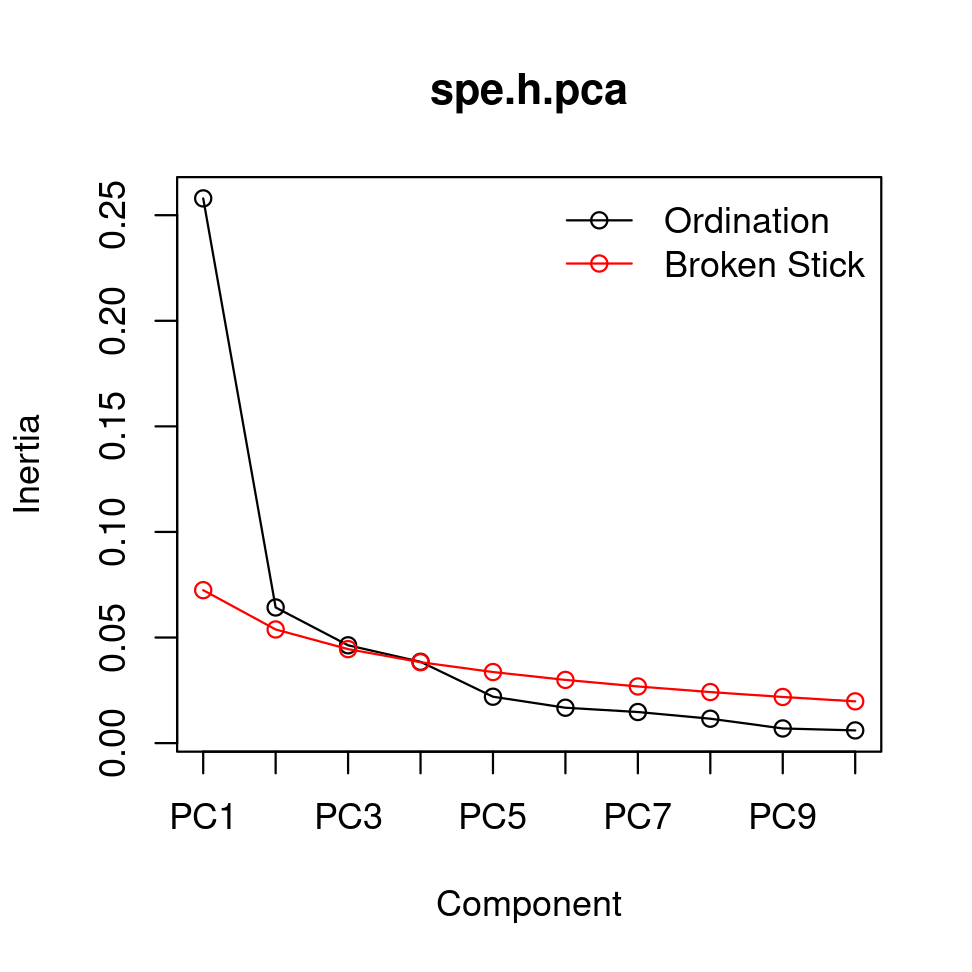 spe.h.pca
Ordination
Broken Stick
Inertia
0.25
0.20
0.15
0.10
0.05
0.00
PC1 PC3 PC5 PC7 PC9
Component